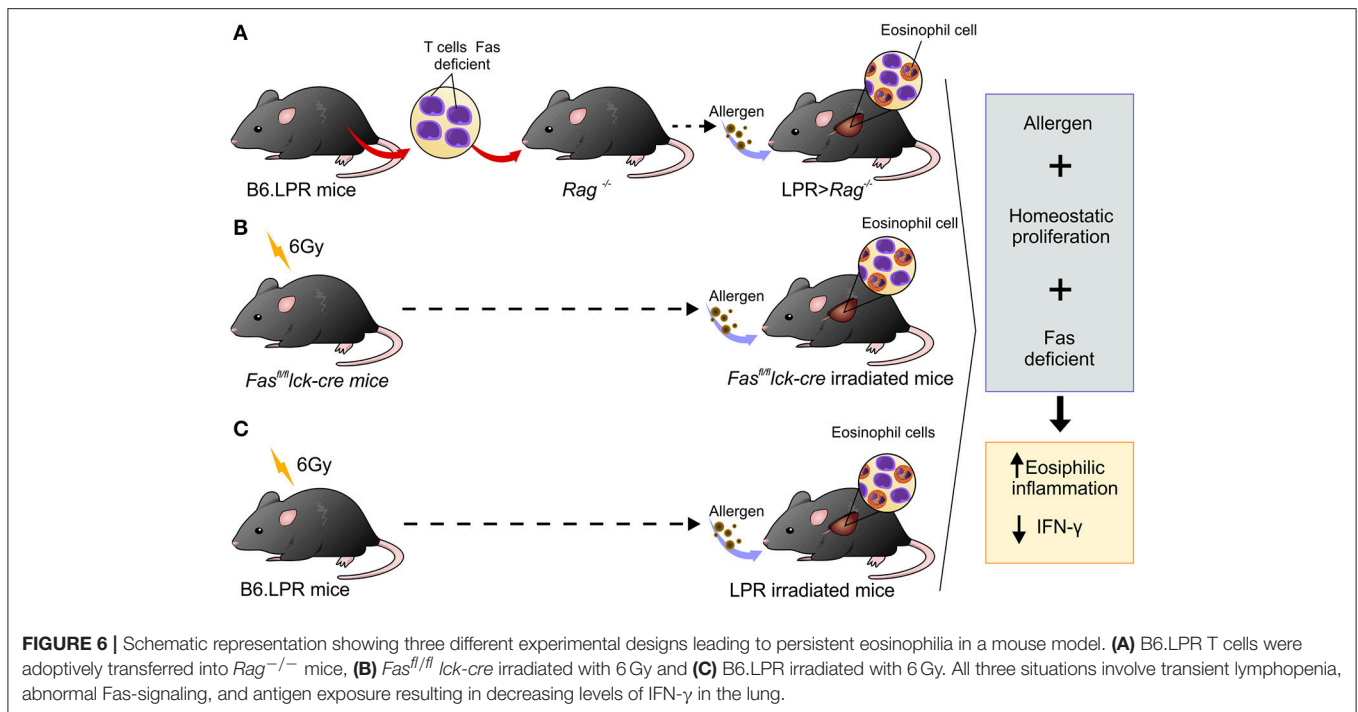 A
T cells Fas
deficient
Eosinophil cell
Allergen
B6.LPR mice
Rag -/-
LPR>Rag-/-
B
6Gy
Eosinophil cell
Allergen
Fasfl/fllck-cre mice
Fasfl/fllck-cre irradiated mice
C
6Gy
Eosinophil cells
Allergen
B6.LPR mice
LPR irradiated mice
Allergen
+
Homeostatic
proliferation
+
Fas
deficient
↑Eosiphilic
inflammation
↓ IFN-γ
FIGURE 6 | Schematic representation showing three different experimental designs leading to persistent eosinophilia in a mouse model. (A) B6.LPR T cells were
adoptively transferred into Rag−/− mice, (B) Fasfl/fl lck-cre irradiated with 6 Gy and (C) B6.LPR irradiated with 6 Gy. All three situations involve transient lymphopenia,
abnormal Fas-signaling, and antigen exposure resulting in decreasing levels of IFN-γ in the lung.